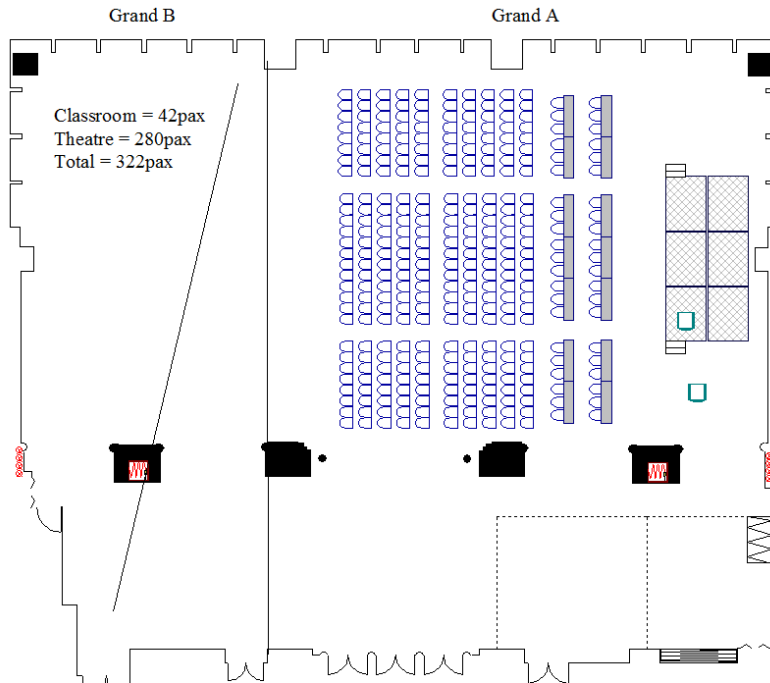 Grand B
Grand A
Classroom = 42pax
Theatre = 280pax
Total = 322pax